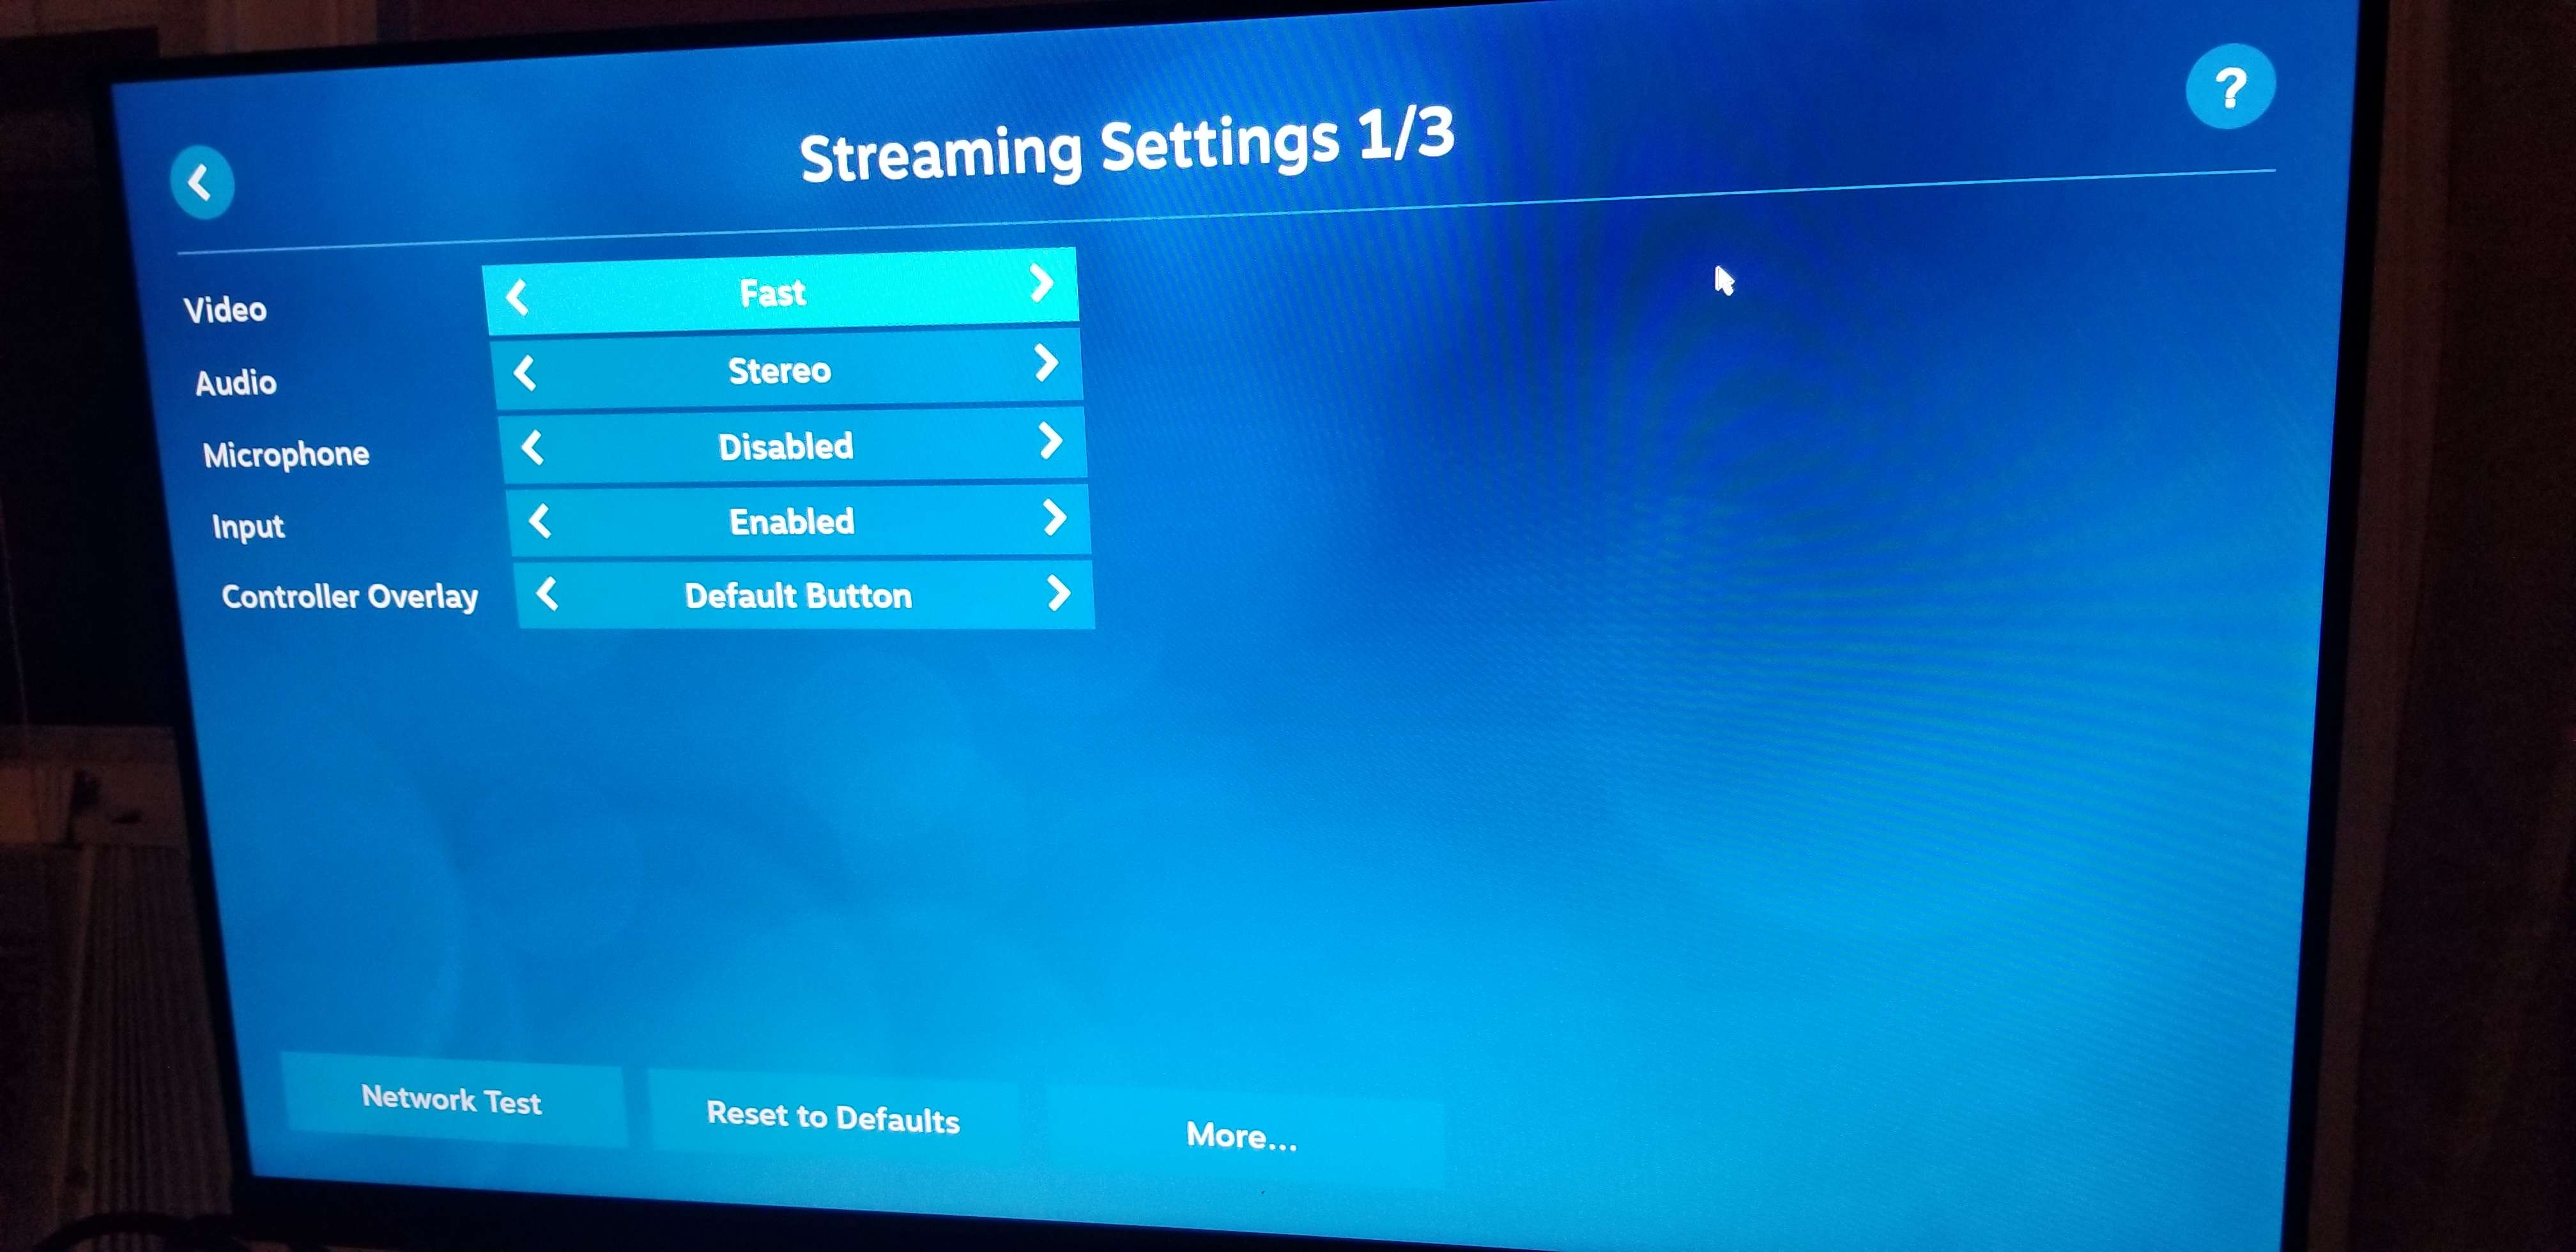 ?
Streaming Settings 1/3
Video
Fast
Audio
Stereo
Microphone
Disabled
Input
Enabled
Controller Overlay
Default Button
Network Test
Reset to Defaults
More...